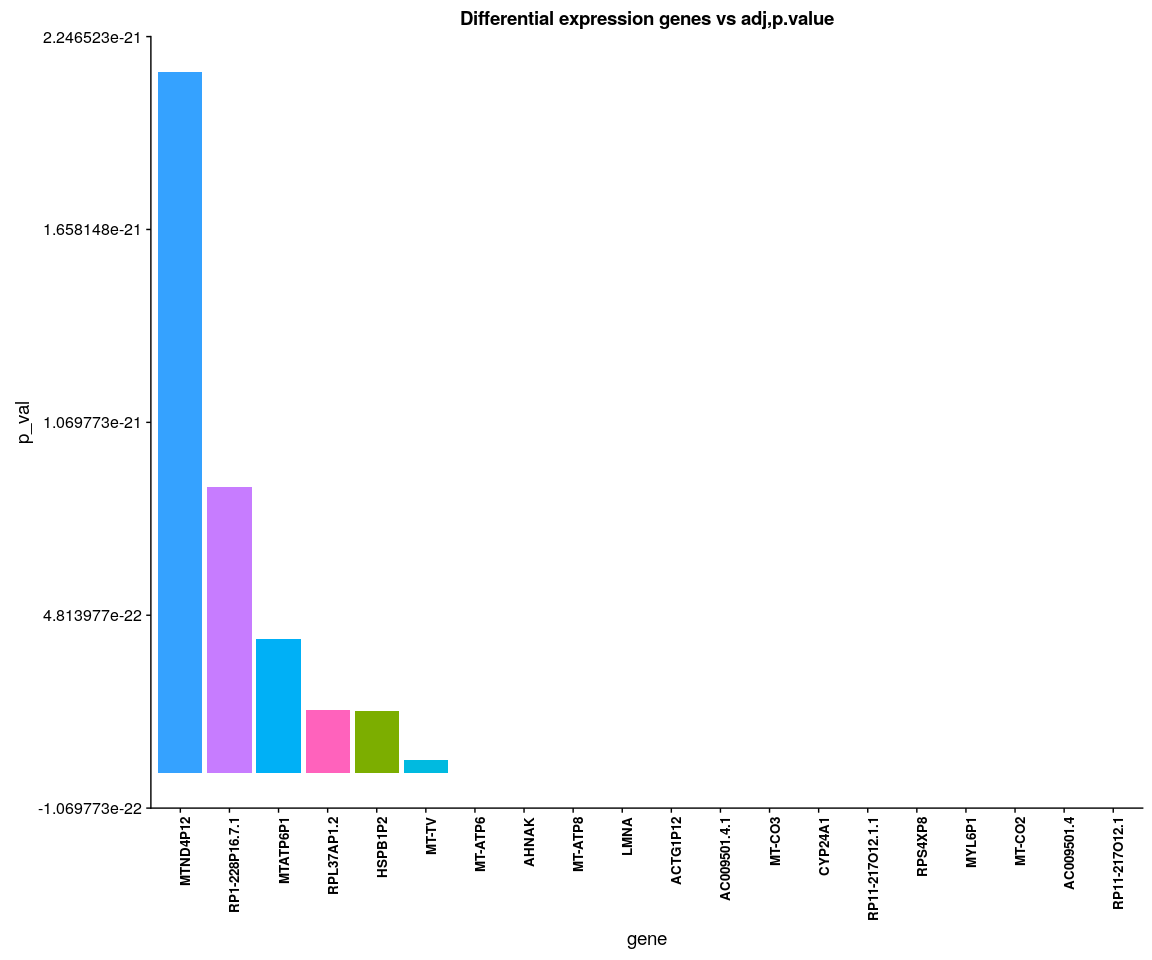 Differential expression genes vs adj,p.value
2.246523e-21
1.658148e-21
1.069773e-21
4.813977e-22
-1.069773e-22
p_val
MTND4P12
RP1-228P16.7.1
MTATP6P1
RPL37AP1.2
HSPB1P2
MT-TV
MT-ATP6
AHNAK
MT-ATP8
LMNA
ACTG1P12
AC009501.4.1
MT-CO3
CYP24A1
RP11-217O12.1.1
RPS4XP8
MYL6P1
MT-CO2
AC009501.4
RP11-217O12.1
gene